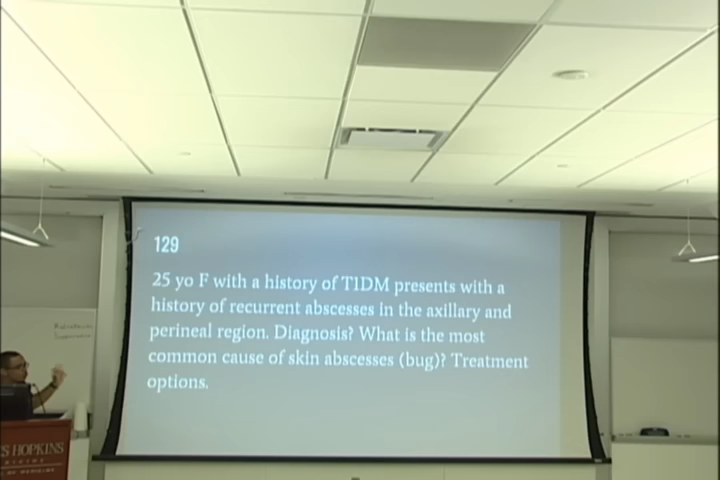 129
25 yo F with a history of T1DM presents with a
history of recurrent abscesses in the axillary and
perineal region. Diagnosis? What is the most
common cause of skin abscesses (bug)? Treatment
options.
HOPKINS